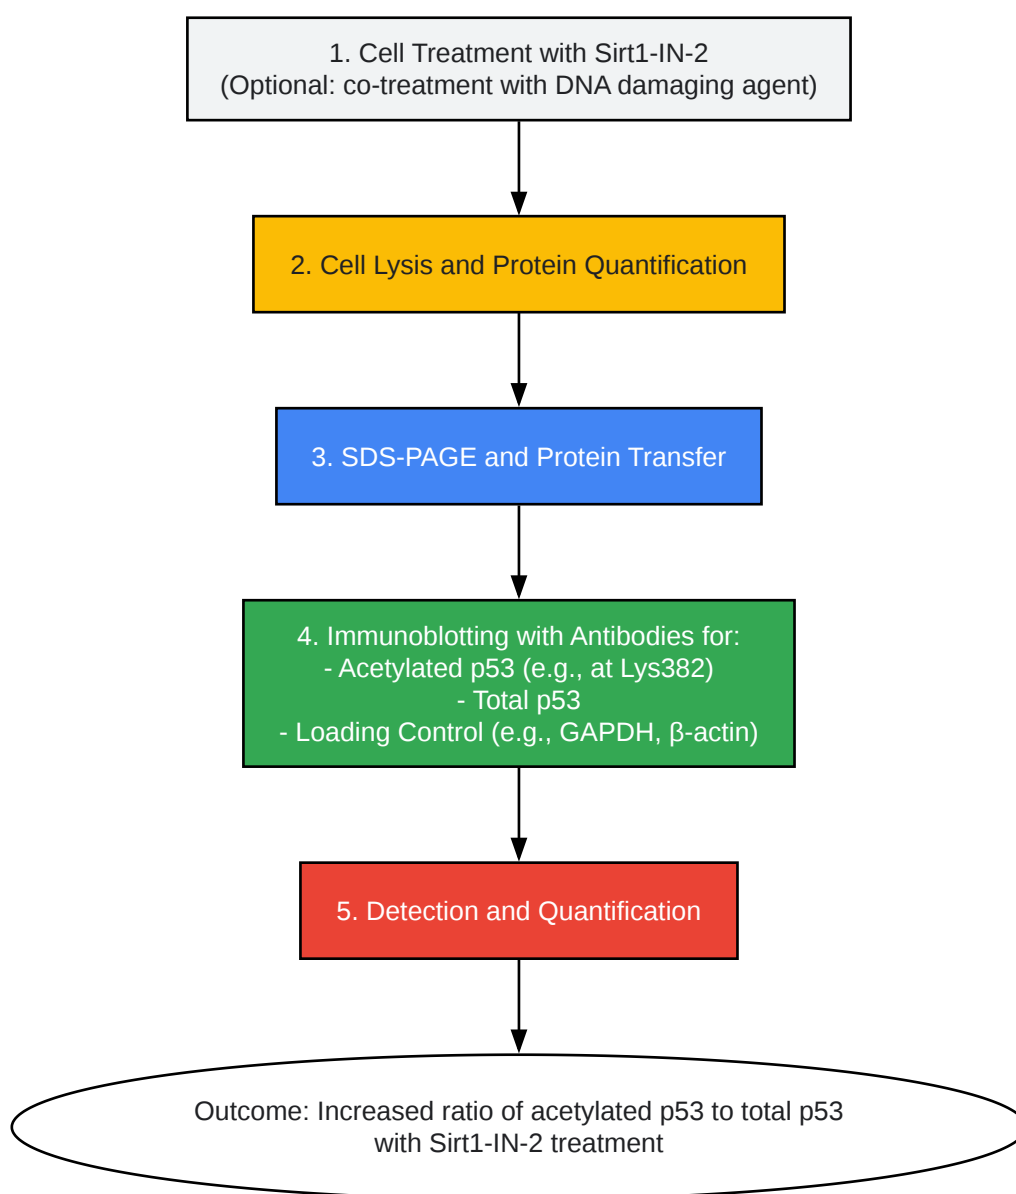 1. Cell Treatment with Sirt1-IN-2
(Optional: co-treatment with DNA damaging agent)
2. Cell Lysis and Protein Quantification
3. SDS-PAGE and Protein Transfer
4. Immunoblotting with Antibodies for:
- Acetylated p53 (e.g., at Lys382)
- Total p53
- Loading Control (e.g., GAPDH, β-actin)
5. Detection and Quantification
Outcome: Increased ratio of acetylated p53 to total p53
with Sirt1-IN-2 treatment